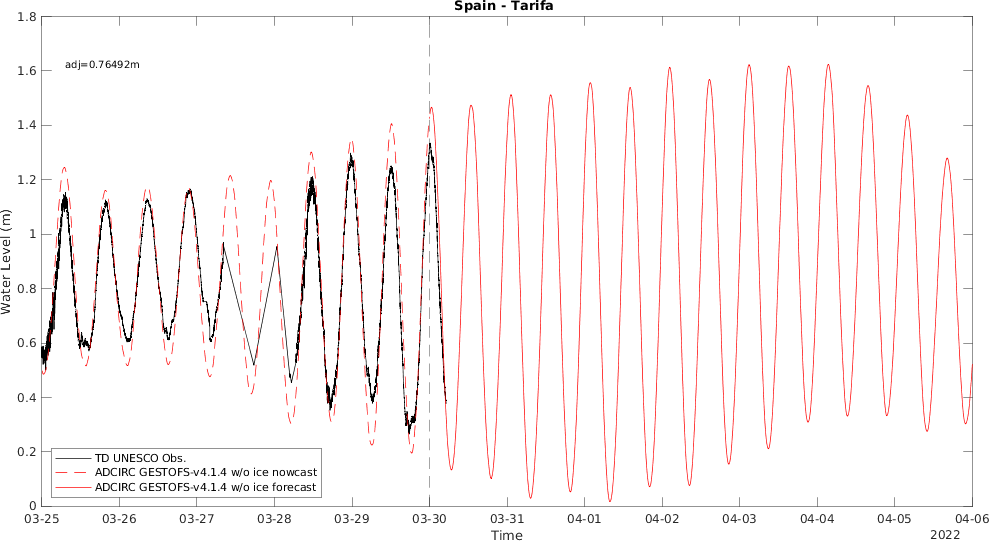 Spain - Tarifa
adj=0.76492m
Water Level (m)
1.8
1.6
1.4
1.2
1
0.8
0.6
0.4
0.2
0
TD UNESCO Obs.
ADCIRC GESTOFS-v4.1.4 w/o ice nowcast
ADCIRC GESTOFS-v4.1.4 w/o ice forecast
03-25 03-26 03-27 03-28 03-29 03-30 03-31 04-01 04-02 04-03 04-04 04-05 04-06
Time
2022